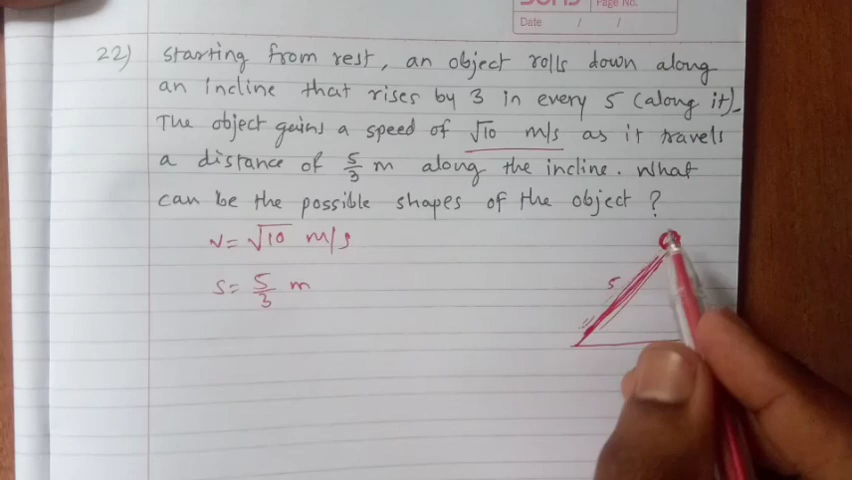 Page No.
Date / /
22) starting from rest, an object rolls down along
an incline that rises by 3 in every 5 (along it).
The object gains a speed of √10 m/s as it travels
a distance of 5/3 m along the incline. What
can be the possible shapes of the object ?
v= √10 m/s
s= 5/3 m
5